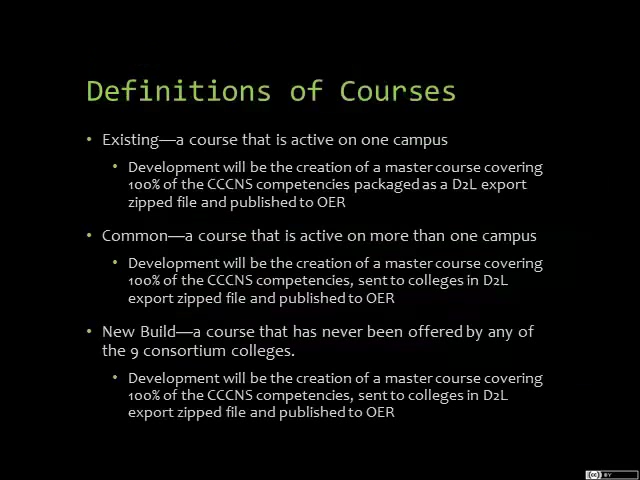 Definitions of Courses
• Existing—a course that is active on one campus
• Development will be the creation of a master course covering
100% of the CCCNS competencies packaged as a D2L export
zipped file and published to OER
• Common—a course that is active on more than one campus
• Development will be the creation of a master course covering
100% of the CCCNS competencies, sent to colleges in D2L
export zipped file and published to OER
• New Build—a course that has never been offered by any of
the 9 consortium colleges.
• Development will be the creation of a master course covering
100% of the CCCNS competencies, sent to colleges in D2L
export zipped file and published to OER
cc BY